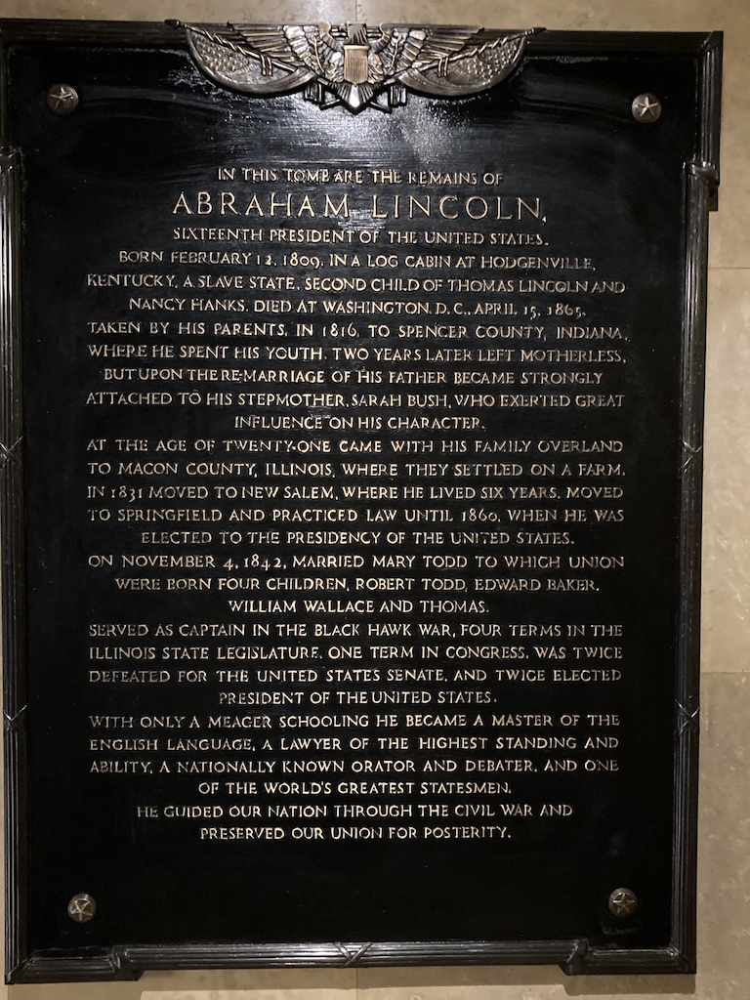 IN THIS TOMB ARE THE REMAINS OF
ABRAHAM LINCOLN,
SIXTEENTH PRESIDENT OF THE UNITED STATES.
BORN FEBRUARY 12, 1809, IN A LOG CABIN AT HODGENVILLE,
KENTUCKY, A SLAVE STATE. SECOND CHILD OF THOMAS LINCOLN AND
NANCY HANKS. DIED AT WASHINGTON, D.C., APRIL 15, 1865.
TAKEN BY HIS PARENTS, IN 1816, TO SPENCER COUNTY, INDIANA,
WHERE HE SPENT HIS YOUTH. TWO YEARS LATER LEFT MOTHERLESS,
BUT UPON THE RE-MARRIAGE OF HIS FATHER BECAME STRONGLY
ATTACHED TO HIS STEPMOTHER, SARAH BUSH, WHO EXERTED GREAT
INFLUENCE ON HIS CHARACTER.
AT THE AGE OF TWENTY-ONE CAME WITH HIS FAMILY OVERLAND
TO MACON COUNTY, ILLINOIS, WHERE THEY SETTLED ON A FARM.
IN 1831 MOVED TO NEW SALEM, WHERE HE LIVED SIX YEARS. MOVED
TO SPRINGFIELD AND PRACTICED LAW UNTIL 1860, WHEN HE WAS
ELECTED TO THE PRESIDENCY OF THE UNITED STATES.
ON NOVEMBER 4, 1842, MARRIED MARY TODD TO WHICH UNION
WERE BORN FOUR CHILDREN, ROBERT TODD, EDWARD BAKER,
WILLIAM WALLACE AND THOMAS.
SERVED AS CAPTAIN IN THE BLACK HAWK WAR, FOUR TERMS IN THE
ILLINOIS STATE LEGISLATURE, ONE TERM IN CONGRESS, WAS TWICE
DEFEATED FOR THE UNITED STATES SENATE, AND TWICE ELECTED
PRESIDENT OF THE UNITED STATES.
WITH ONLY A MEAGER SCHOOLING HE BECAME A MASTER OF THE
ENGLISH LANGUAGE, A LAWYER OF THE HIGHEST STANDING AND
ABILITY, A NATIONALLY KNOWN ORATOR AND DEBATER, AND ONE
OF THE WORLD'S GREATEST STATESMEN.
HE GUIDED OUR NATION THROUGH THE CIVIL WAR AND
PRESERVED OUR UNION FOR POSTERITY.